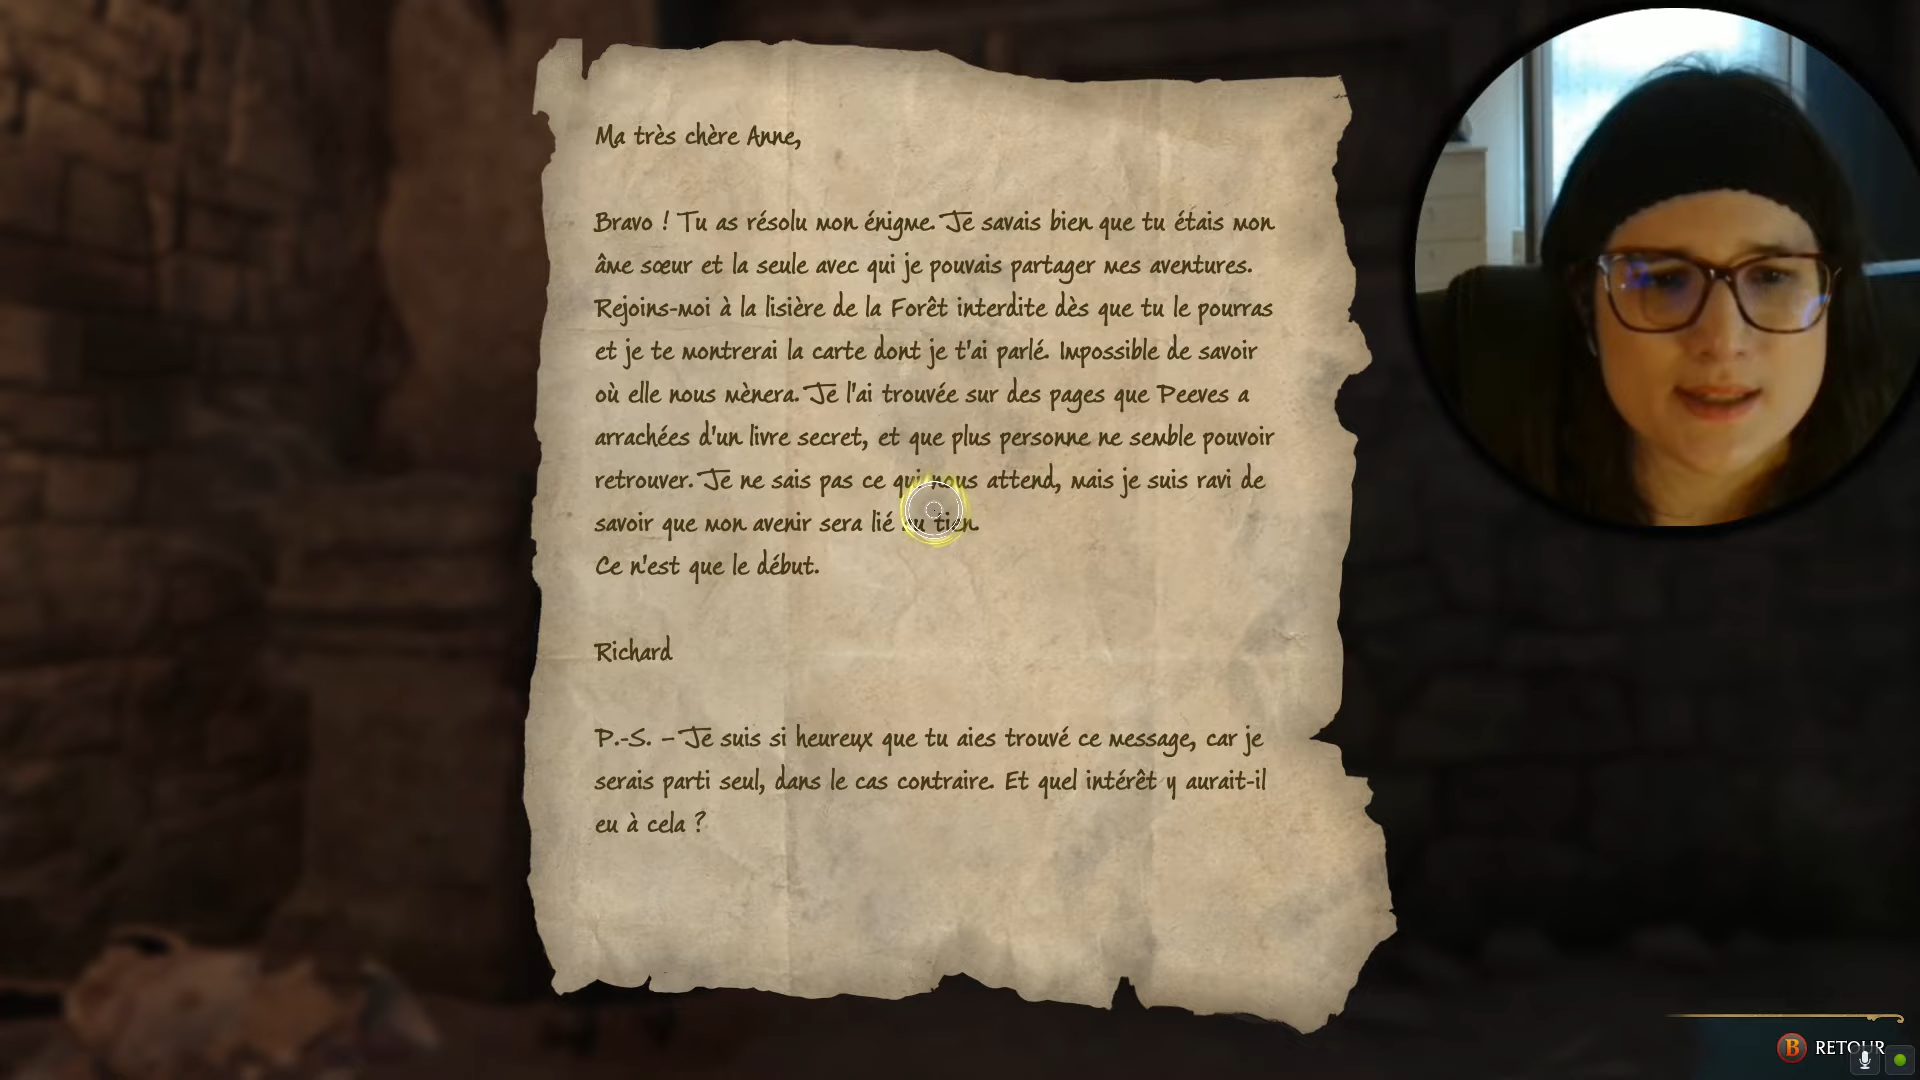 Ma très chère Anne,
Bravo ! Tu as résolu mon énigme. Je savais bien que tu étais mon
âme sœur et la seule avec qui je pouvais partager mes aventures.
Rejoins-moi à la lisière de la Forêt interdite dès que tu le pourras
et je te montrerai la carte dont je t'ai parlé. Impossible de savoir
où elle nous mènera. Je l'ai trouvée sur des pages que Peeves a
arrachées d'un livre secret, et que plus personne ne semble pouvoir
retrouver. Je ne sais pas ce qui nous attend, mais je suis ravi de
savoir que mon avenir sera lié au tien.
Ce n'est que le début.
Richard
P.-S. – Je suis si heureux que tu aies trouvé ce message, car je
serais parti seul, dans le cas contraire. Et quel intérêt y aurait-il
eu à cela ?
B RETOUR